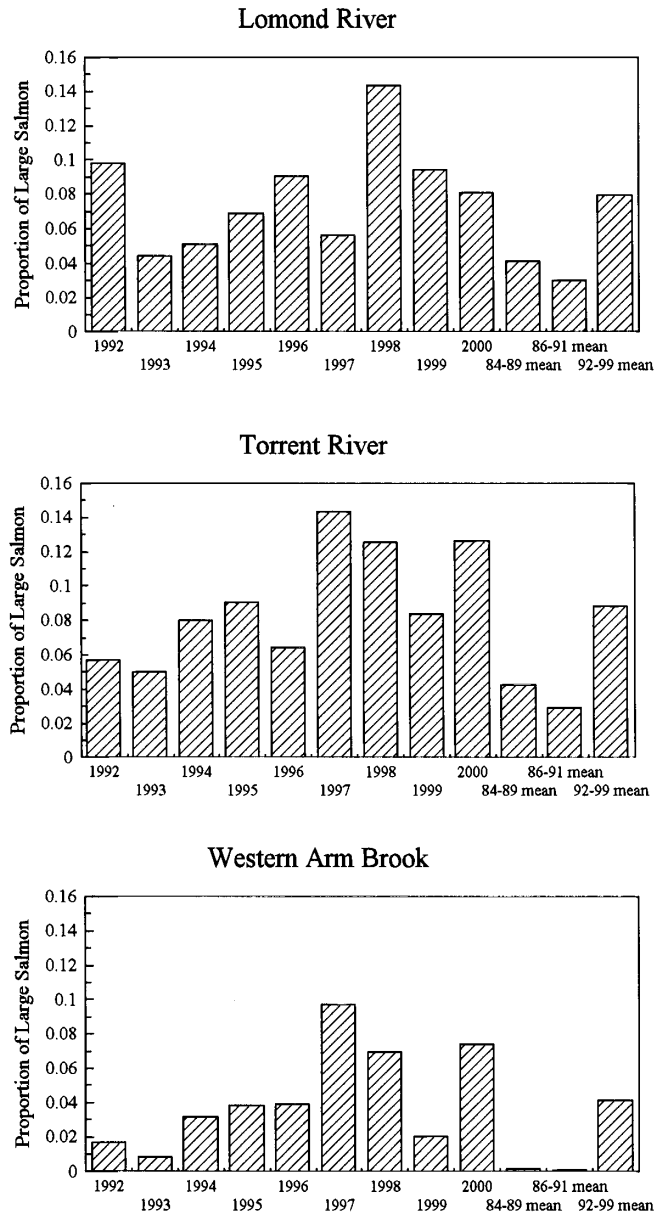 Lomond River
Proportion of Large Salmon
0.16
0.14
0.12
0.1
0.08
0.06
0.04
0.02
0
1992 1994 1996 1998 2000 86-91 mean
1993 1995 1997 1999 84-89 mean 92-99 mean
Torrent River
Proportion of Large Salmon
0.16
0.14
0.12
0.1
0.08
0.06
0.04
0.02
0
1992 1994 1996 1998 2000 86-91 mean
1993 1995 1997 1999 84-89 mean 92-99 mean
Western Arm Brook
Proportion of Large Salmon
0.16
0.14
0.12
0.1
0.08
0.06
0.04
0.02
0
1992 1994 1996 1998 2000 86-91 mean
1993 1995 1997 1999 84-89 mean 92-99 mean